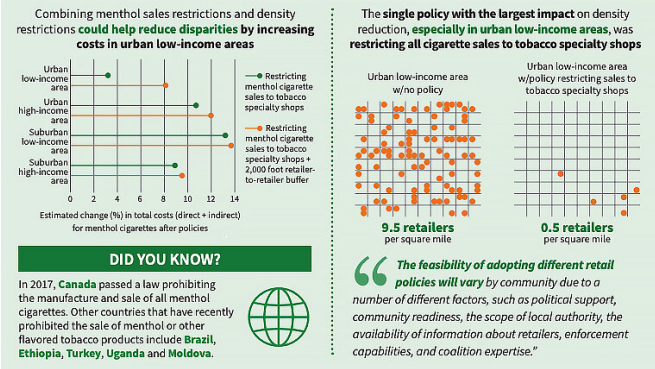 Combining menthol sales restrictions and density
restrictions could help reduce disparities by increasing
costs in urban low-income areas
Urban
low-income
area
Urban
high-income
area
Suburban
low-income
area
Suburban
high-income
area
0 2 4 6 8 10 12 14
Estimated change (%) in total costs (direct + indirect)
for menthol cigarettes after policies
Restricting
menthol cigarette
sales to tobacco
specialty shops
Restricting
menthol cigarette
sales to tobacco
specialty shops +
2,000 foot retailer-
to-retailer buffer
DID YOU KNOW?
In 2017, Canada passed a law prohibiting
the manufacture and sale of all menthol
cigarettes. Other countries that have recently
prohibited the sale of menthol or other
flavored tobacco products include Brazil,
Ethiopia, Turkey, Uganda and Moldova.
The single policy with the largest impact on density
reduction, especially in urban low-income areas, was
restricting all cigarette sales to tobacco specialty shops
Urban low-income area
w/no policy
9.5 retailers
per square mile
Urban low-income area
w/policy restricting sales to
tobacco specialty shops
0.5 retailers
per square mile
“ The feasibility of adopting different retail
policies will vary by community due to a
number of different factors, such as political support,
community readiness, the scope of local authority, the
availability of information about retailers, enforcement
capabilities, and coalition expertise."